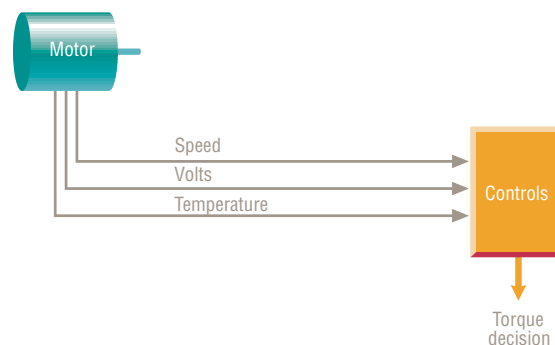 Motor
Speed
Volts
Temperature
Controls
Torque
decision